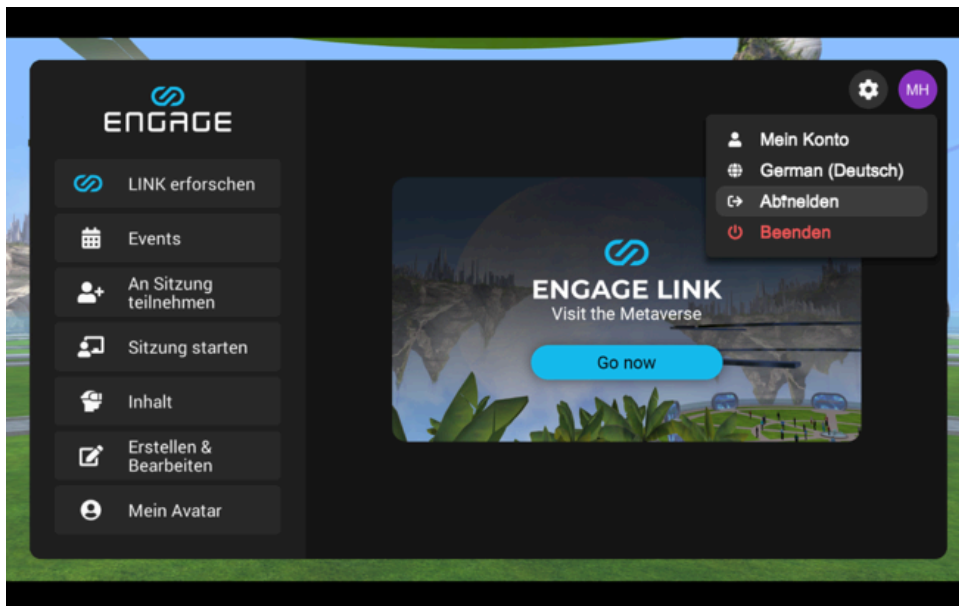 ENGAGE
LINK erforschen
Events
An Sitzung
teilnehmen
Sitzung starten
Inhalt
Erstellen &
Bearbeiten
Mein Avatar
MH
Mein Konto
German (Deutsch)
Abmelden
Beenden
ENGAGE LINK
Visit the Metaverse
Go now